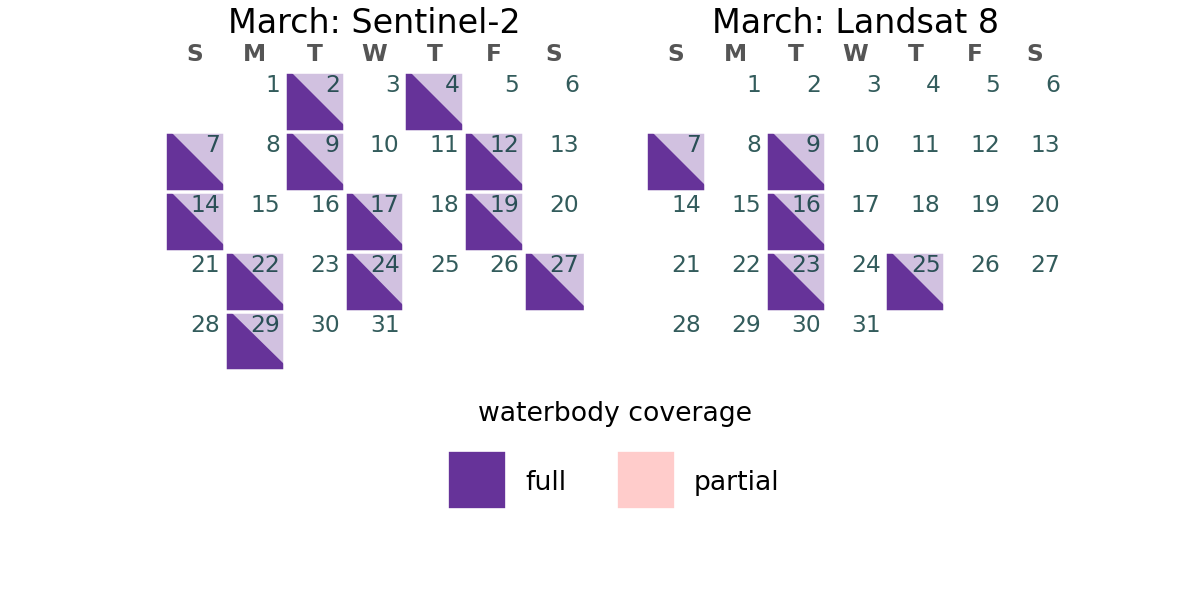 March: Sentinel-2
S M T W T F S
1 2 3 4 5 6
7 8 9 10 11 12 13
14 15 16 17 18 19 20
21 22 23 24 25 26 27
28 29 30 31
March: Landsat 8
S M T W T F S
1 2 3 4 5 6
7 8 9 10 11 12 13
14 15 16 17 18 19 20
21 22 23 24 25 26 27
28 29 30 31
waterbody coverage
full partial